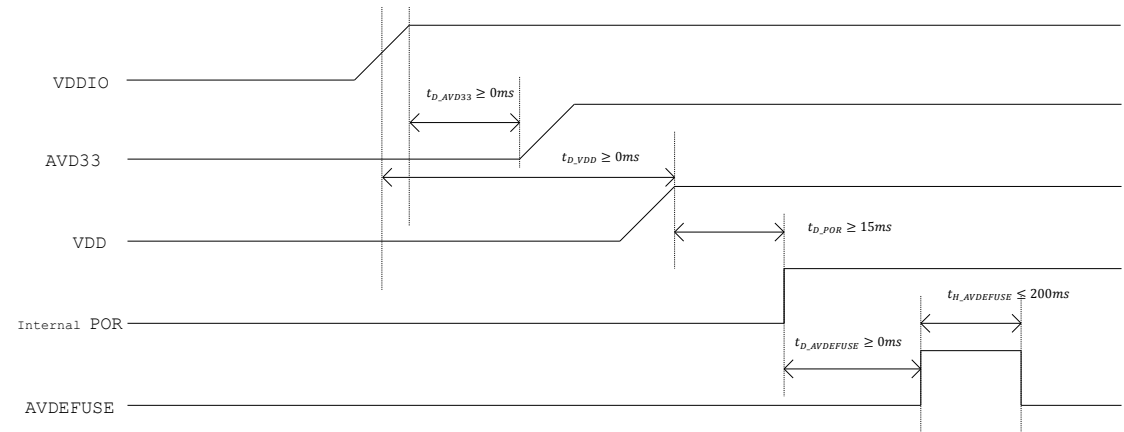 VDDIO
t_D_AVD33 ≥ 0ms
AVD33
t_D_VDD ≥ 0ms
VDD
t_D_POR ≥ 15ms
t_H_AVDEFUSE ≤ 200ms
Internal POR
t_D_AVDEFUSE ≥ 0ms
AVDEFUSE